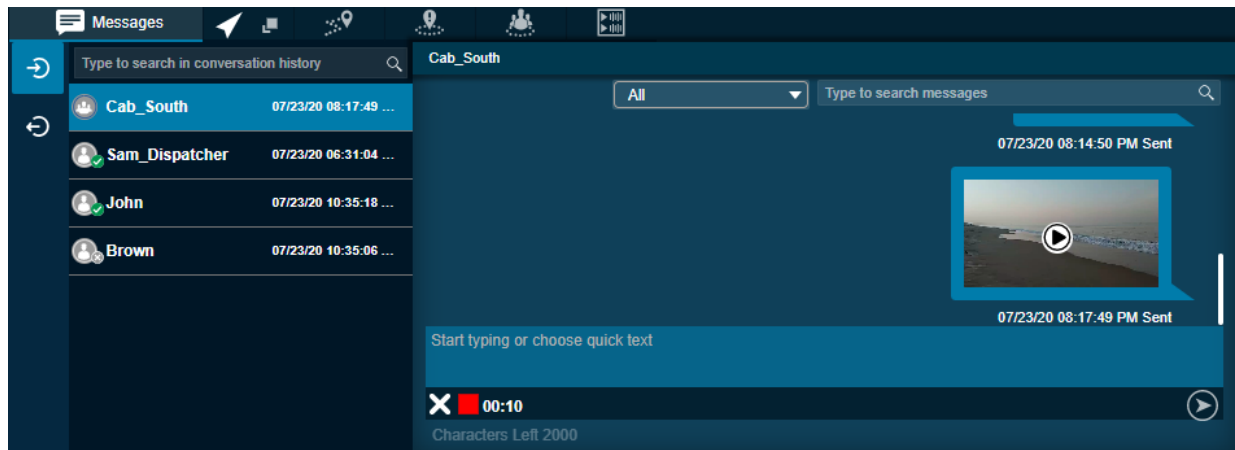 Messages
Type to search in conversation history
Cab_South 07/23/20 08:17:49 ...
Sam_Dispatcher 07/23/20 06:31:04 ...
John 07/23/20 10:35:18 ...
Brown 07/23/20 10:35:06 ...
Cab_South
All
Type to search messages
07/23/20 08:14:50 PM Sent
07/23/20 08:17:49 PM Sent
Start typing or choose quick text
00:10
Characters Left 2000